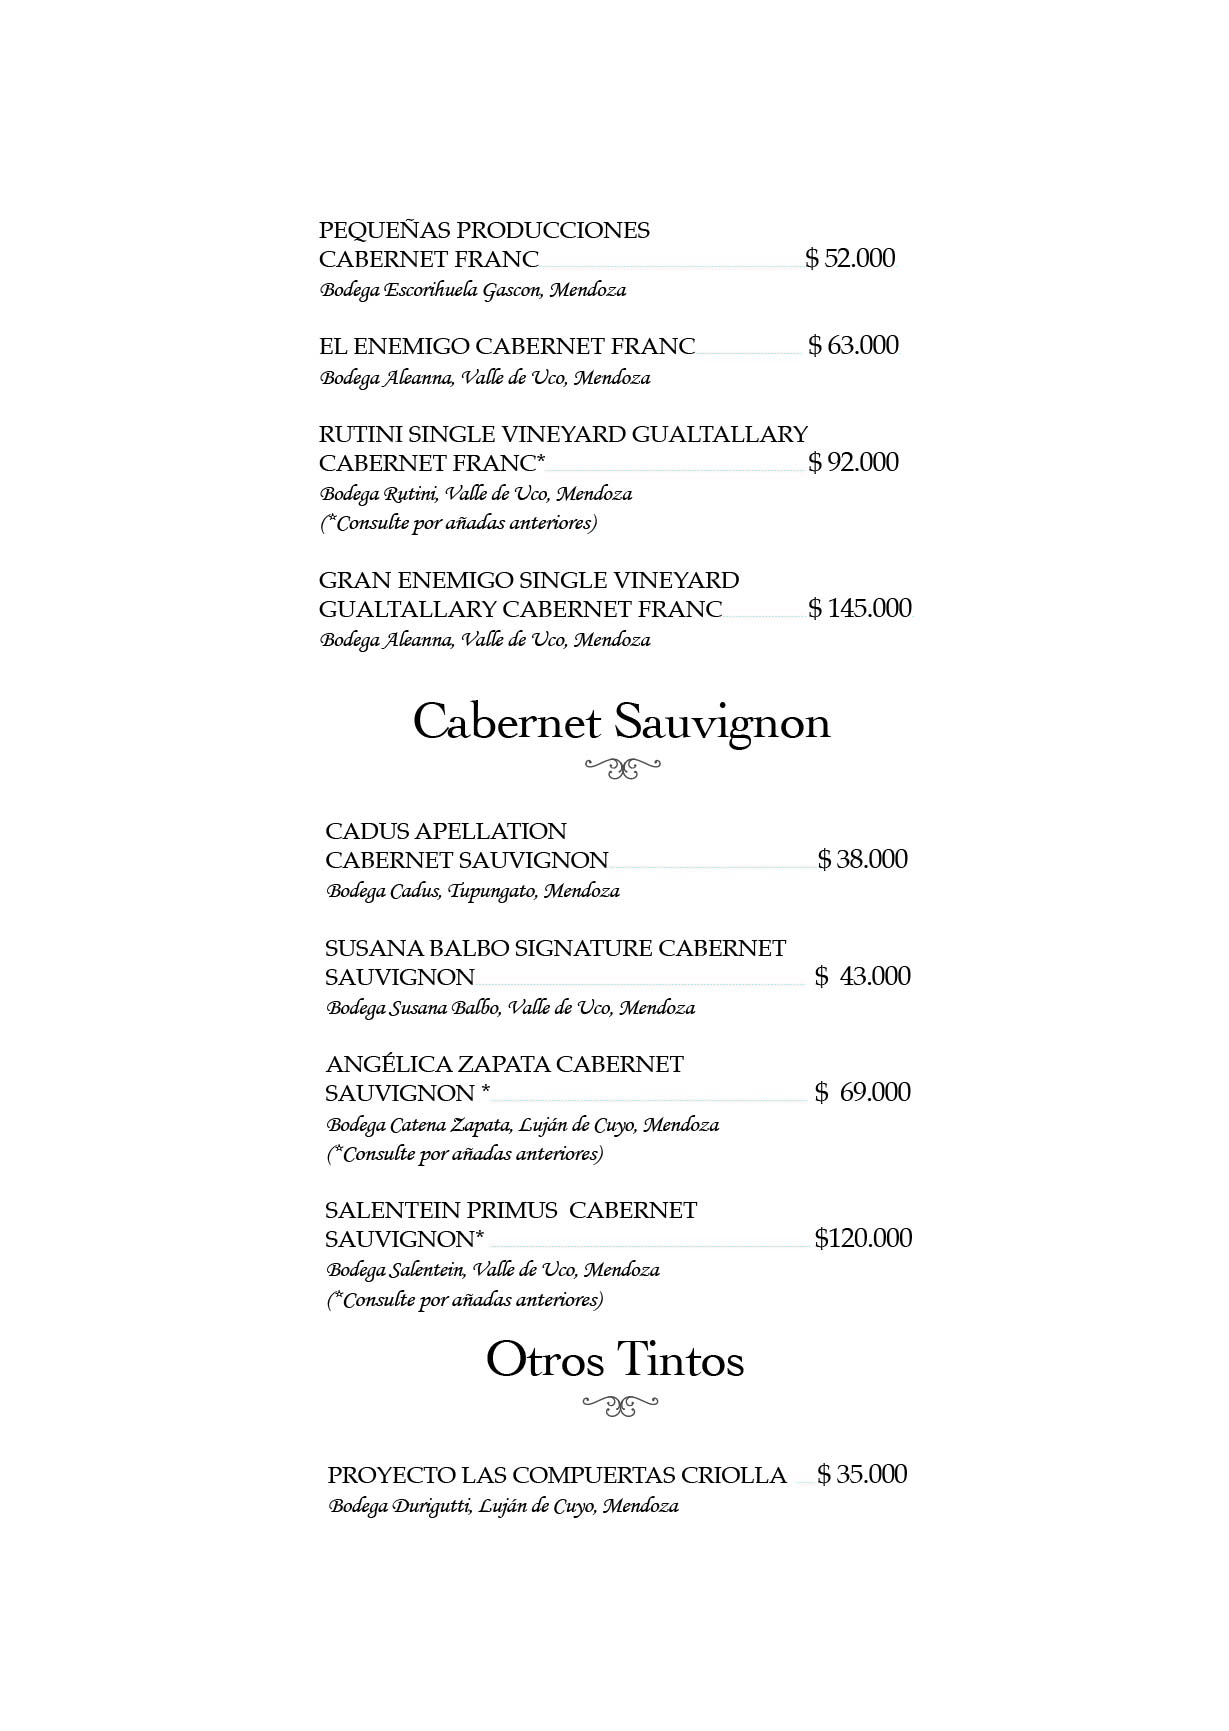 PEQUEÑAS PRODUCCIONES
CABERNET FRANC $ 52.000
Bodega Escorihuela Gascon, Mendoza
EL ENEMIGO CABERNET FRANC $ 63.000
Bodega Aleanna, Valle de Uco, Mendoza
RUTINI SINGLE VINEYARD GUALTALLARY
CABERNET FRANC* $ 92.000
Bodega Rutini, Valle de Uco, Mendoza
(*Consulte por añadas anteriores)
GRAN ENEMIGO SINGLE VINEYARD
GUALTALLARY CABERNET FRANC $ 145.000
Bodega Aleanna, Valle de Uco, Mendoza
Cabernet Sauvignon
CADUS APELLATION
CABERNET SAUVIGNON $ 38.000
Bodega Cadus, Tupungato, Mendoza
SUSANA BALBO SIGNATURE CABERNET
SAUVIGNON $ 43.000
Bodega Susana Balbo, Valle de Uco, Mendoza
ANGÉLICA ZAPATA CABERNET
SAUVIGNON * $ 69.000
Bodega Catena Zapata, Luján de Cuyo, Mendoza
(*Consulte por añadas anteriores)
SALENTEIN PRIMUS CABERNET
SAUVIGNON* $120.000
Bodega Salentein, Valle de Uco, Mendoza
(*Consulte por añadas anteriores)
Otros Tintos
PROYECTO LAS COMPUERTAS CRIOLLA $ 35.000
Bodega Durigutti, Luján de Cuyo, Mendoza